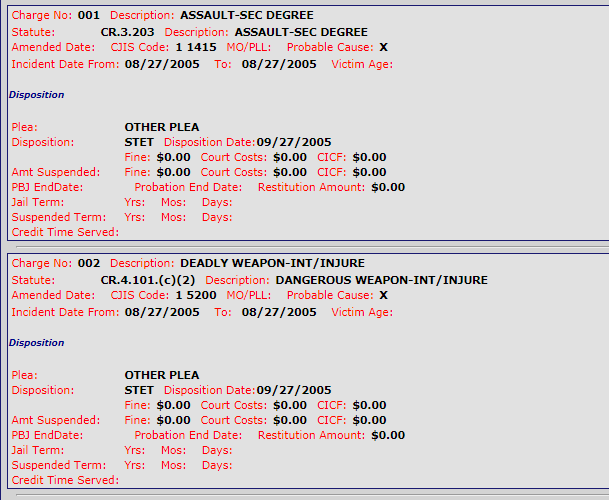 Charge No: 001 Description: ASSAULT-SEC DEGREE
Statute: CR.3.203 Description: ASSAULT-SEC DEGREE
Amended Date: CJIS Code: 1 1415 MO/PLL: Probable Cause: X
Incident Date From: 08/27/2005 To: 08/27/2005 Victim Age:
Disposition
Plea: OTHER PLEA
Disposition: STET Disposition Date:09/27/2005
Fine: $0.00 Court Costs: $0.00 CICF: $0.00
Amt Suspended: Fine: $0.00 Court Costs: $0.00 CICF: $0.00
PBJ EndDate: Probation End Date: Restitution Amount: $0.00
Jail Term: Yrs: Mos: Days:
Suspended Term: Yrs: Mos: Days:
Credit Time Served:
Charge No: 002 Description: DEADLY WEAPON-INT/INJURE
Statute: CR.4.101.(c)(2) Description: DANGEROUS WEAPON-INT/INJURE
Amended Date: CJIS Code: 1 5200 MO/PLL: Probable Cause: X
Incident Date From: 08/27/2005 To: 08/27/2005 Victim Age:
Disposition
Plea: OTHER PLEA
Disposition: STET Disposition Date:09/27/2005
Fine: $0.00 Court Costs: $0.00 CICF: $0.00
Amt Suspended: Fine: $0.00 Court Costs: $0.00 CICF: $0.00
PBJ EndDate: Probation End Date: Restitution Amount: $0.00
Jail Term: Yrs: Mos: Days:
Suspended Term: Yrs: Mos: Days:
Credit Time Served: